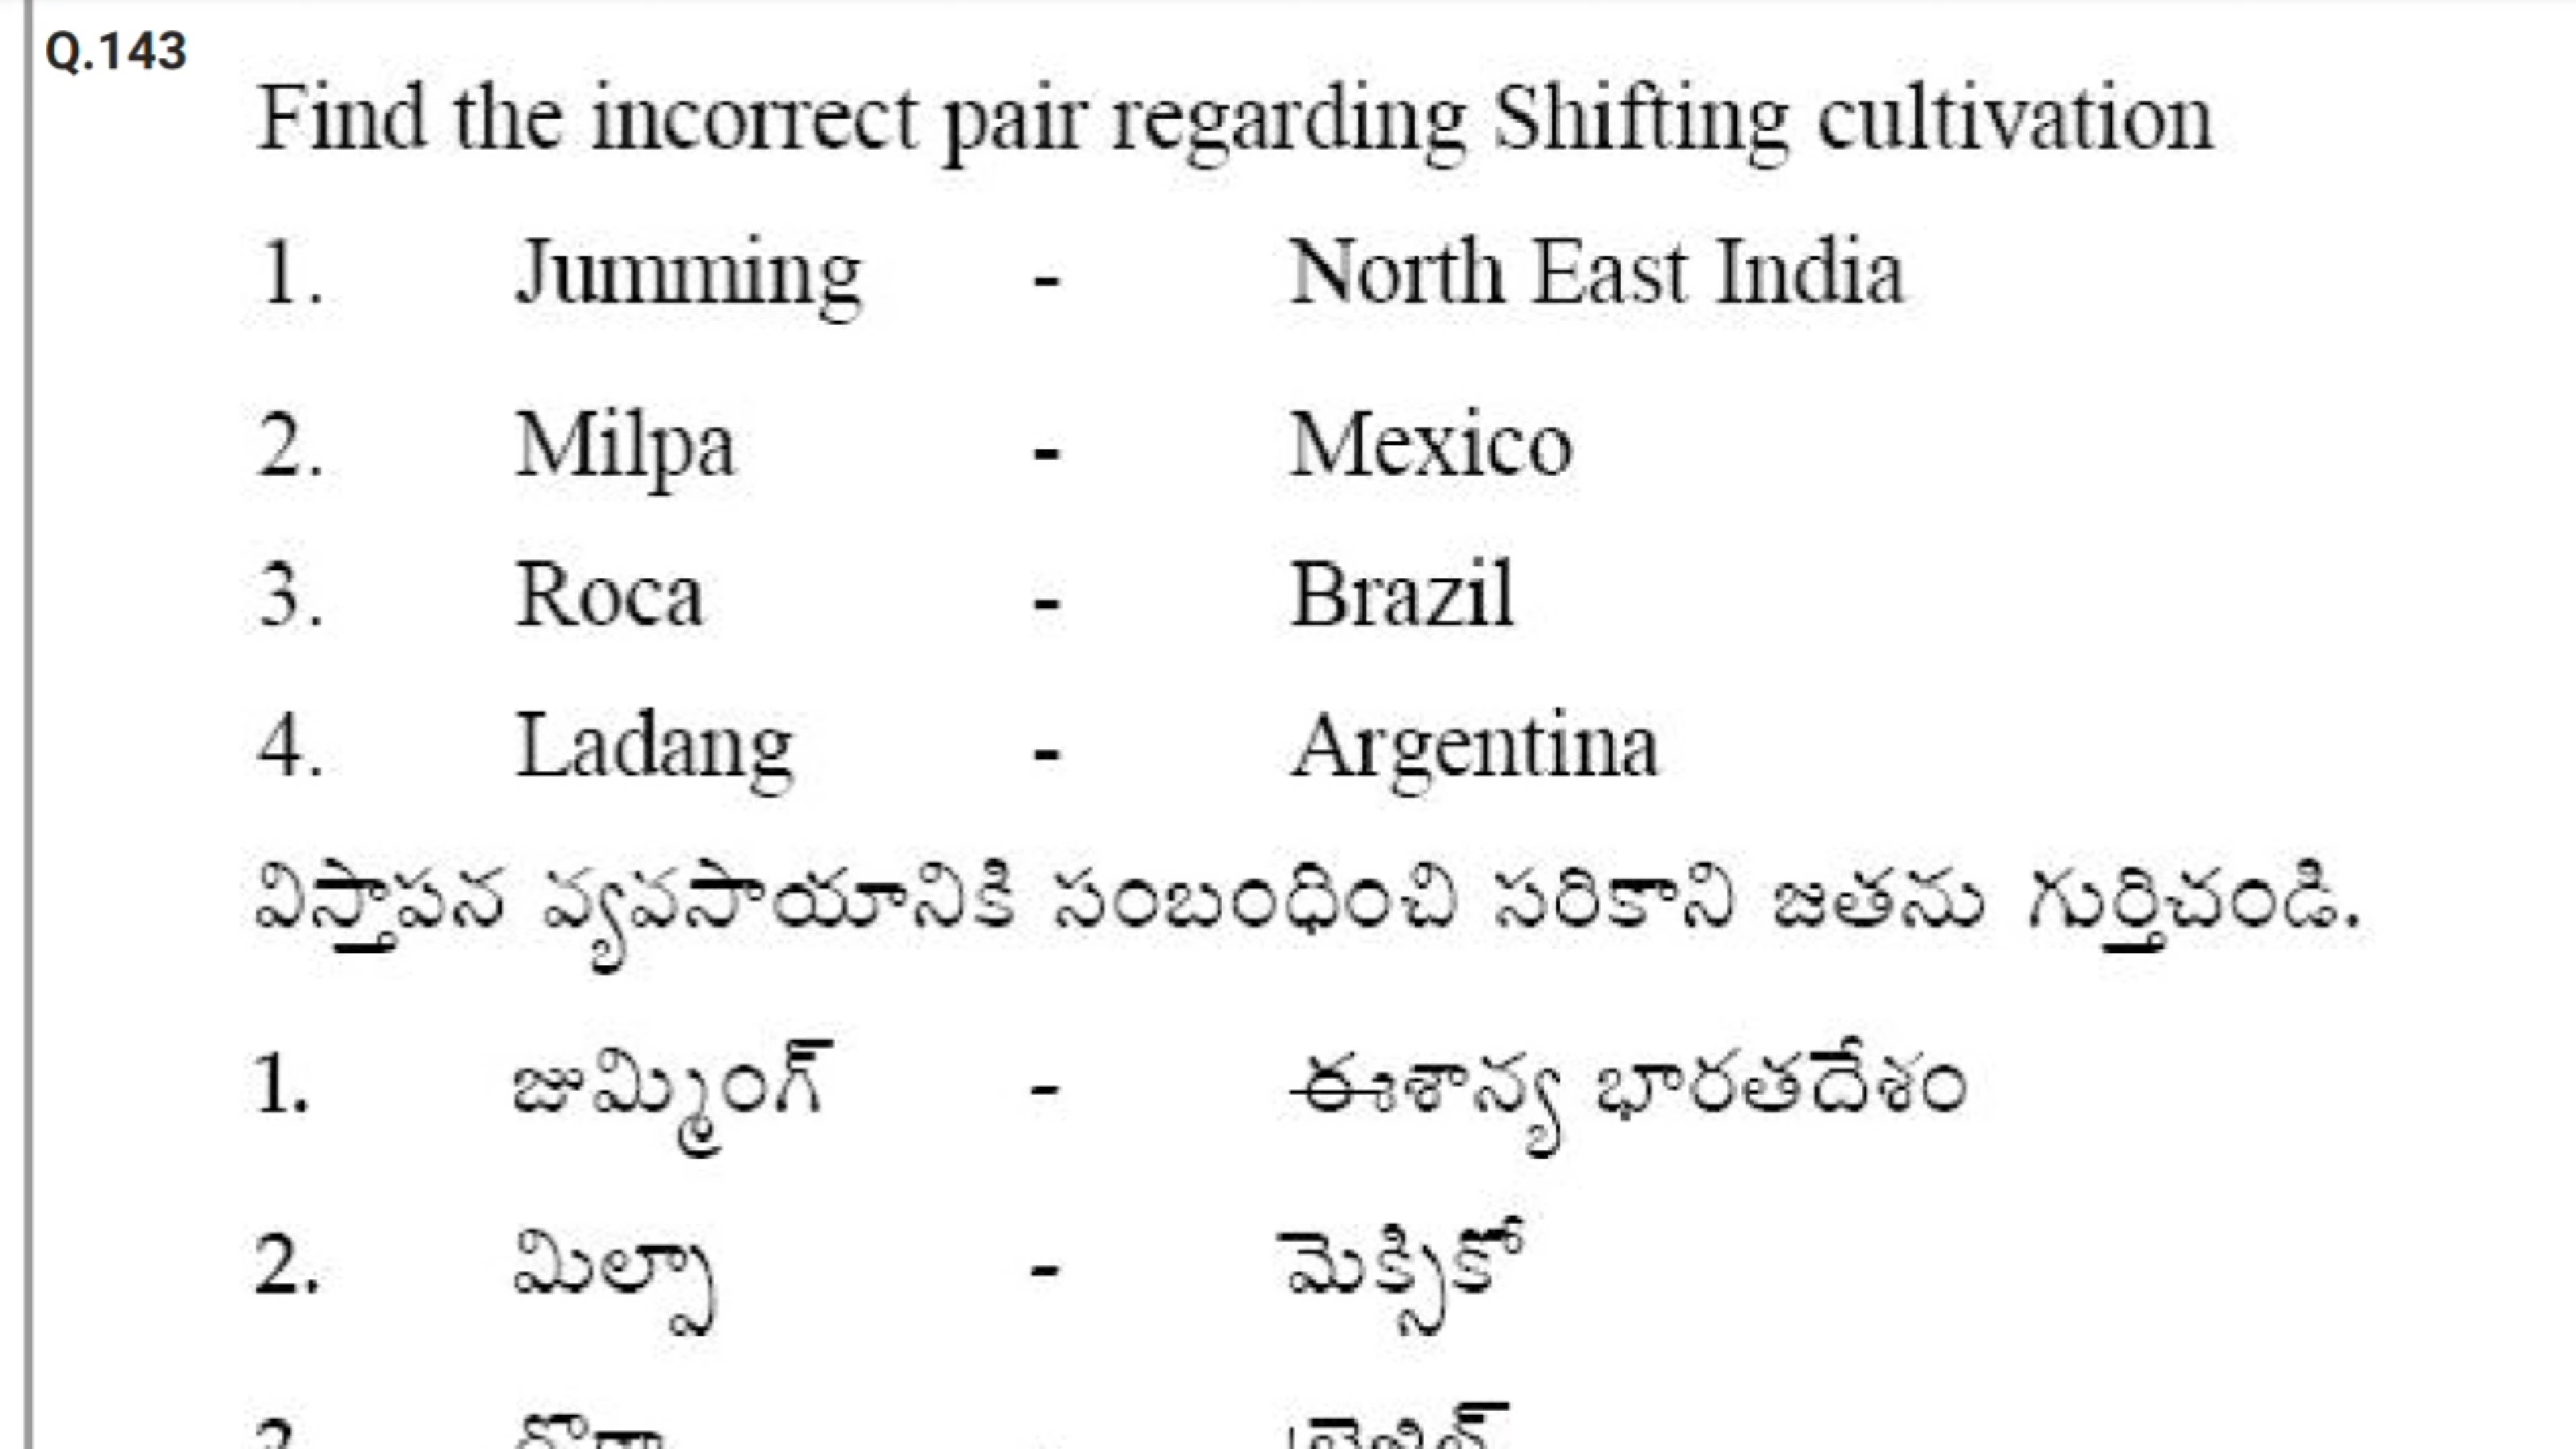 Q.143
Find the incorrect pair regarding Shifting cultivation
1. Jumming - North East India
2. Milpa - Mexico
3. Roca - Brazil
4. Ladang - Argentina
విస్తాపన వ్యవసాయానికి సంబంధించి సరికాని జతను గుర్తిచండి.
1. జుమ్మింగ్ - ఈశాన్య భారతదేశం
2. మిల్పా - మెక్సికో